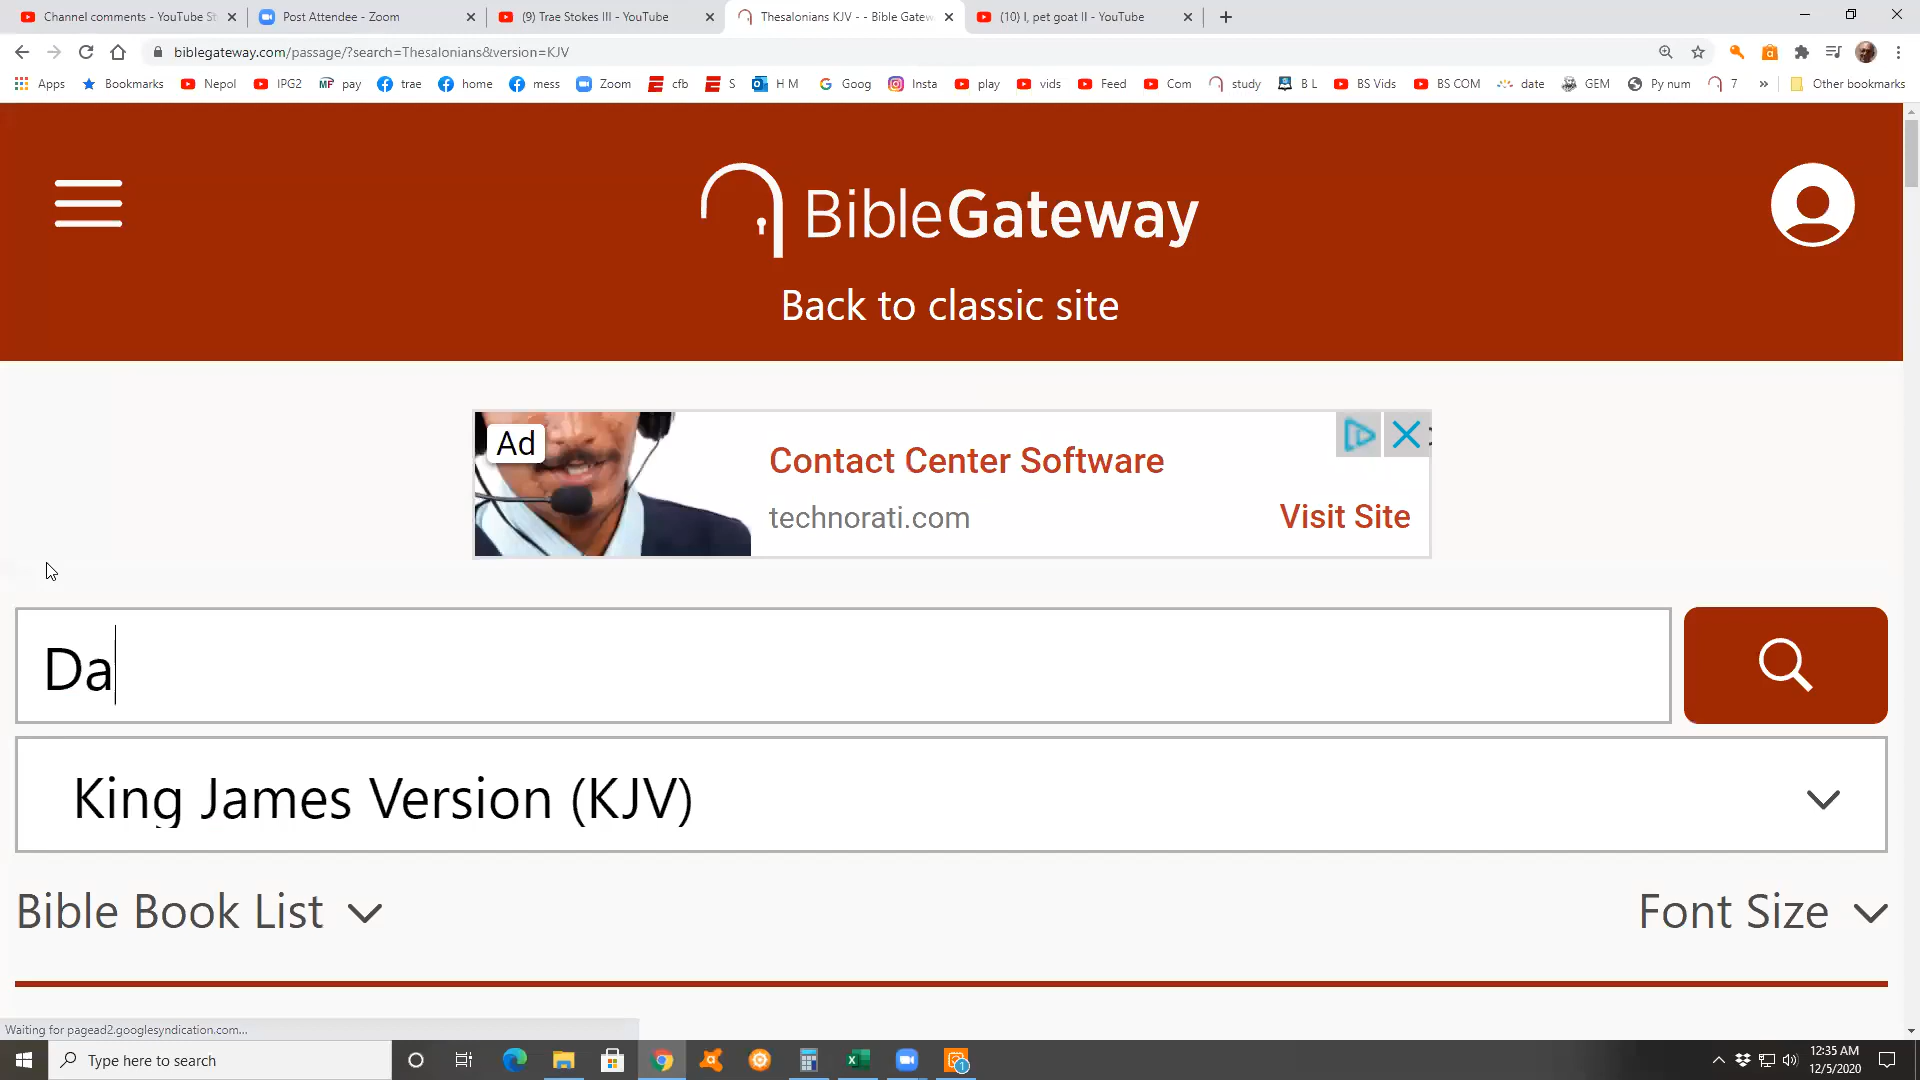 Channel comments - YouTube St
Post Attendee - Zoom
(9) Trae Stokes III - YouTube
Thesalonians KJV - - Bible Gatew
(10) I, pet goat II - YouTube
biblegateway.com/passage/?search=Thesalonians&version=KJV
Apps Bookmarks Nepol IPG2 pay trae home mess Zoom cfb S H M Goog Insta play vids Feed Com study B L BS Vids BS COM date GEM Py num 7 » Other bookmarks
BibleGateway
Back to classic site
Ad
Contact Center Software
technorati.com
Visit Site
Da
King James Version (KJV)
Bible Book List
Font Size
Waiting for pagead2.googlesyndication.com...
Type here to search
1
12:35 AM
12/5/2020